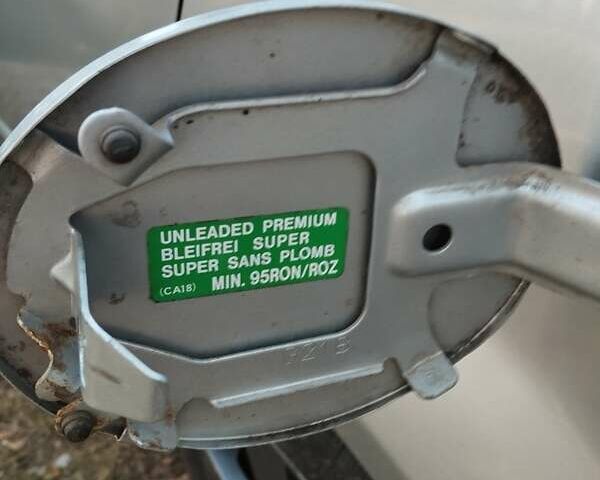 UNLEADED PREMIUM
BLEIFREI SUPER
SUPER SANS PLOMB
(CA18) MIN. 95RON/ROZ